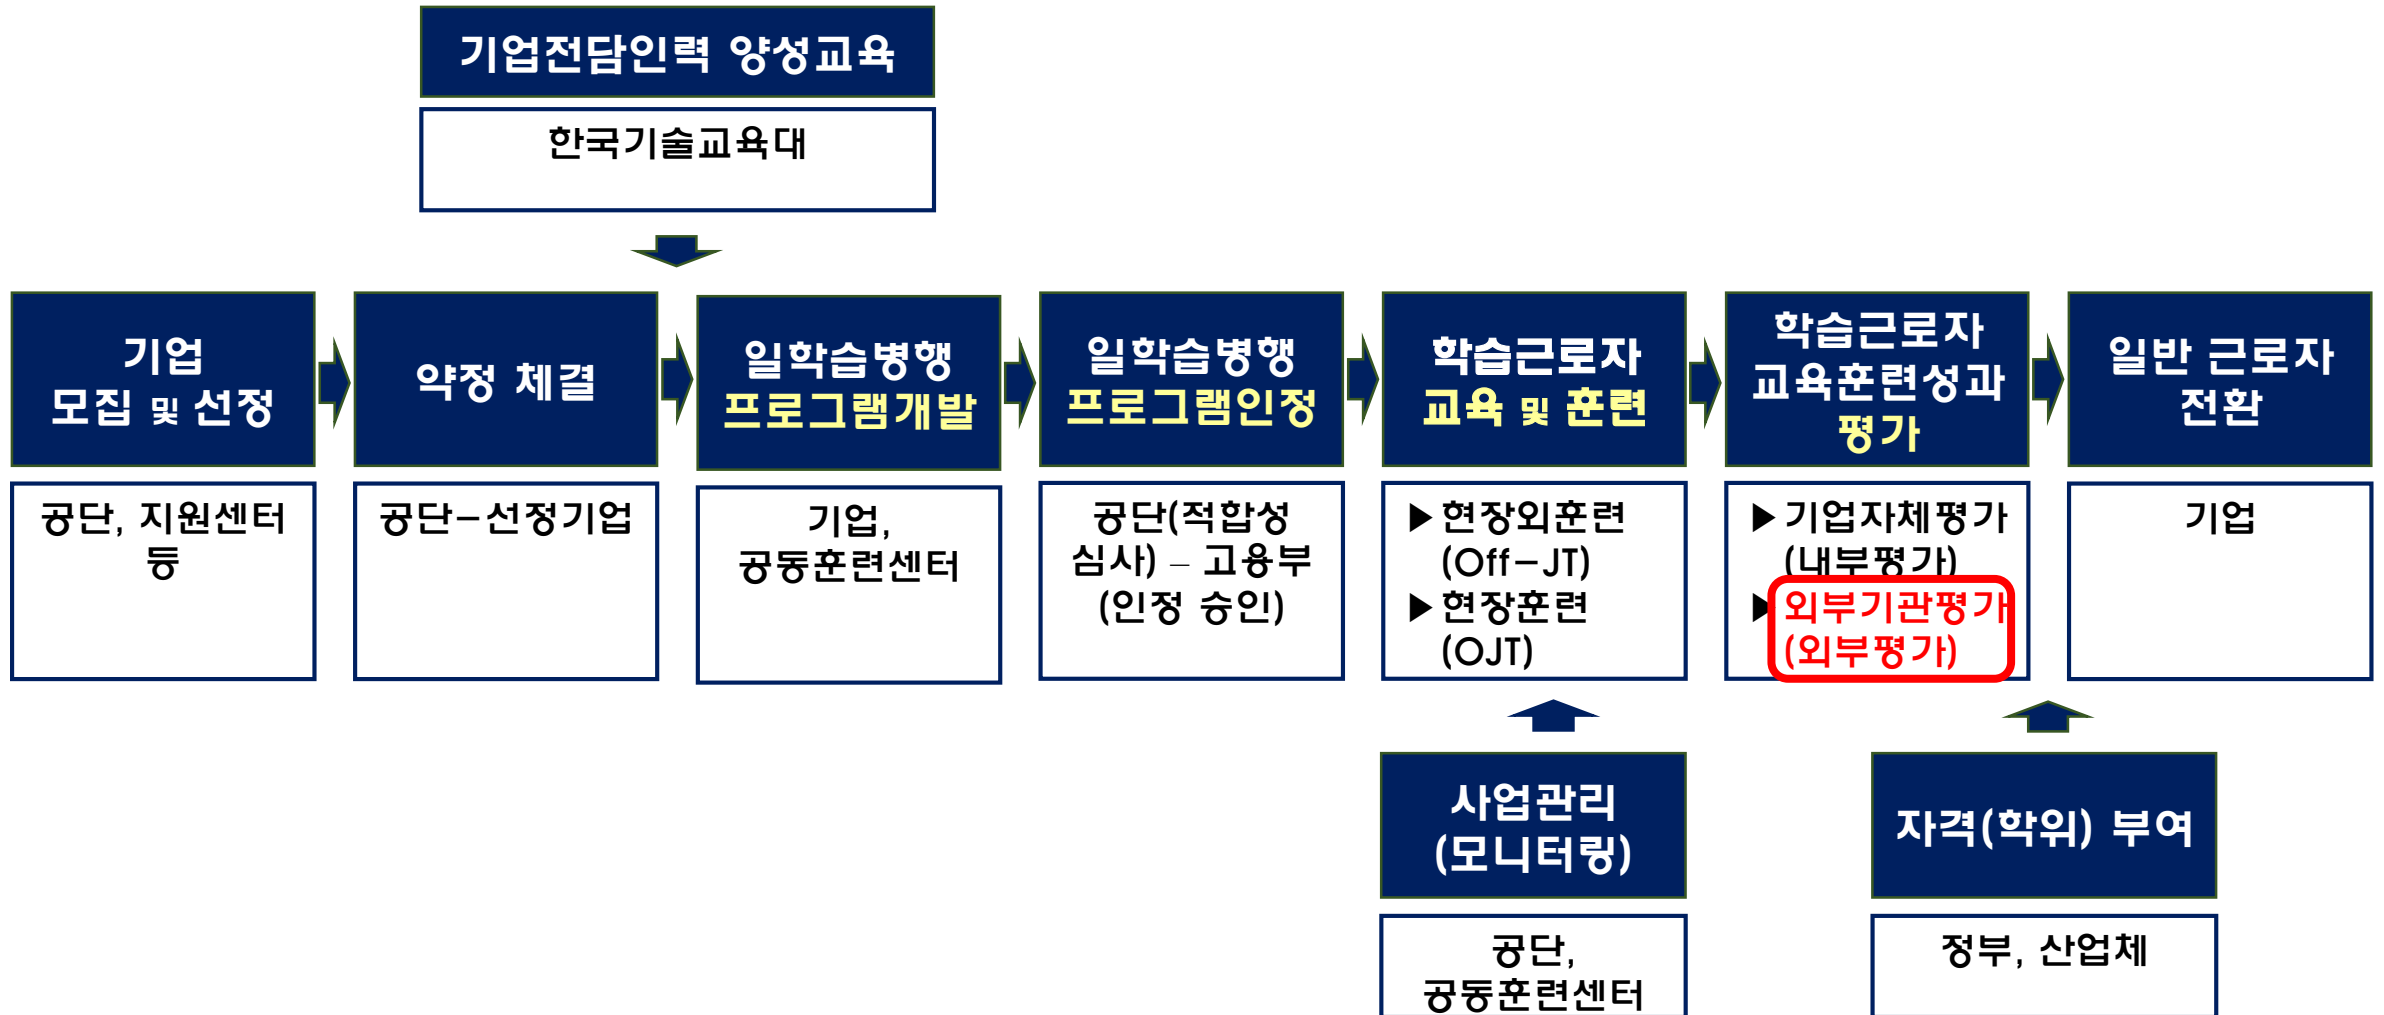 기업전담인력 양성교육
한국기술교육대
기업
모집 및 선정
공단, 지원센터
등
약정 체결
공단-선정기업
일학습병행
프로그램개발
기업,
공동훈련센터
일학습병행
프로그램인정
공단(적합성
심사) – 고용부
(인정 승인)
학습근로자
교육 및 훈련
▶현장외훈련
(Off-JT)
▶현장훈련
(OJT)
학습근로자
교육훈련성과
평가
▶기업자체평가
(내부평가)
▶외부기관평가
(외부평가)
일반 근로자
전환
기업
사업관리
(모니터링)
공단,
공동훈련센터
자격(학위) 부여
정부, 산업체